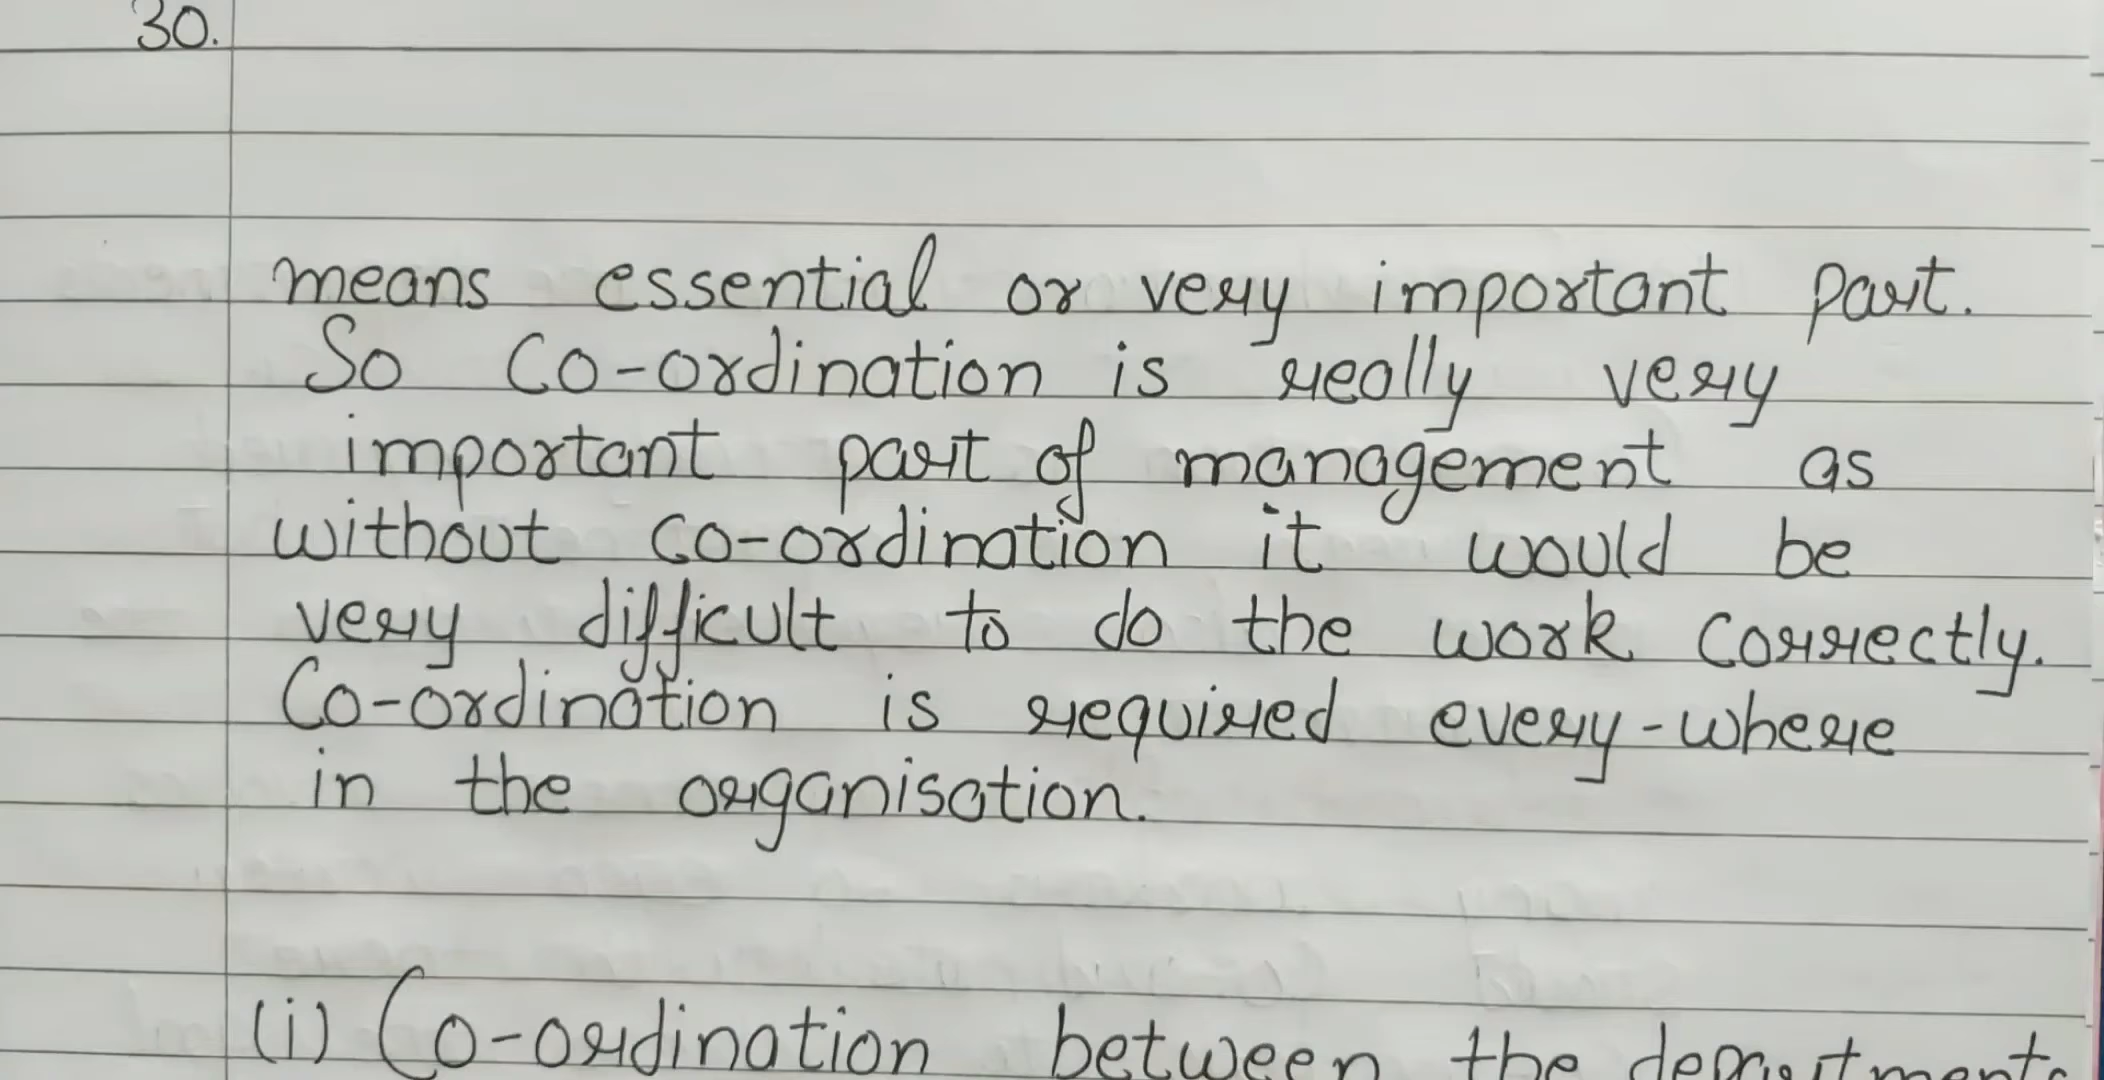 30.
means essential or very important part.
So Co-ordination is really very
important part of management as
without co-ordination it would be
very difficult to do the work correctly.
Co-ordination is required every-where
in the organisation.
(i) Co-ordination between the departments